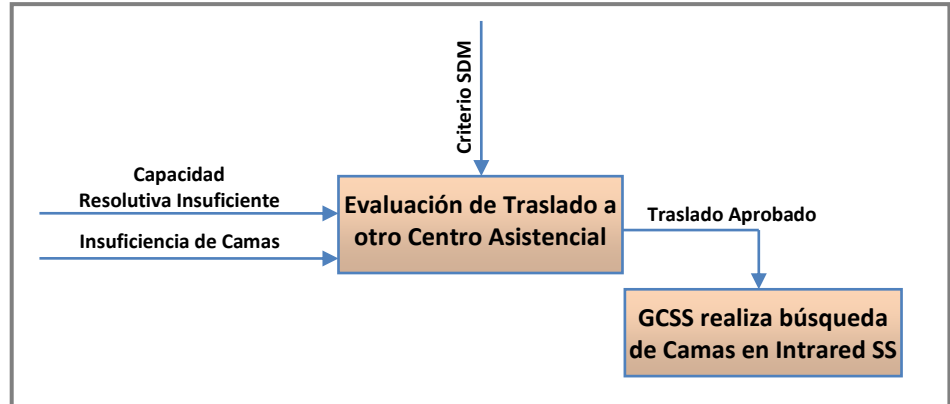 Criterio SDM
Capacidad
Resolutiva Insuficiente
Insuficiencia de Camas
Evaluación de Traslado a
otro Centro Asistencial
Traslado Aprobado
GCSS realiza búsqueda
de Camas en Intrared SS